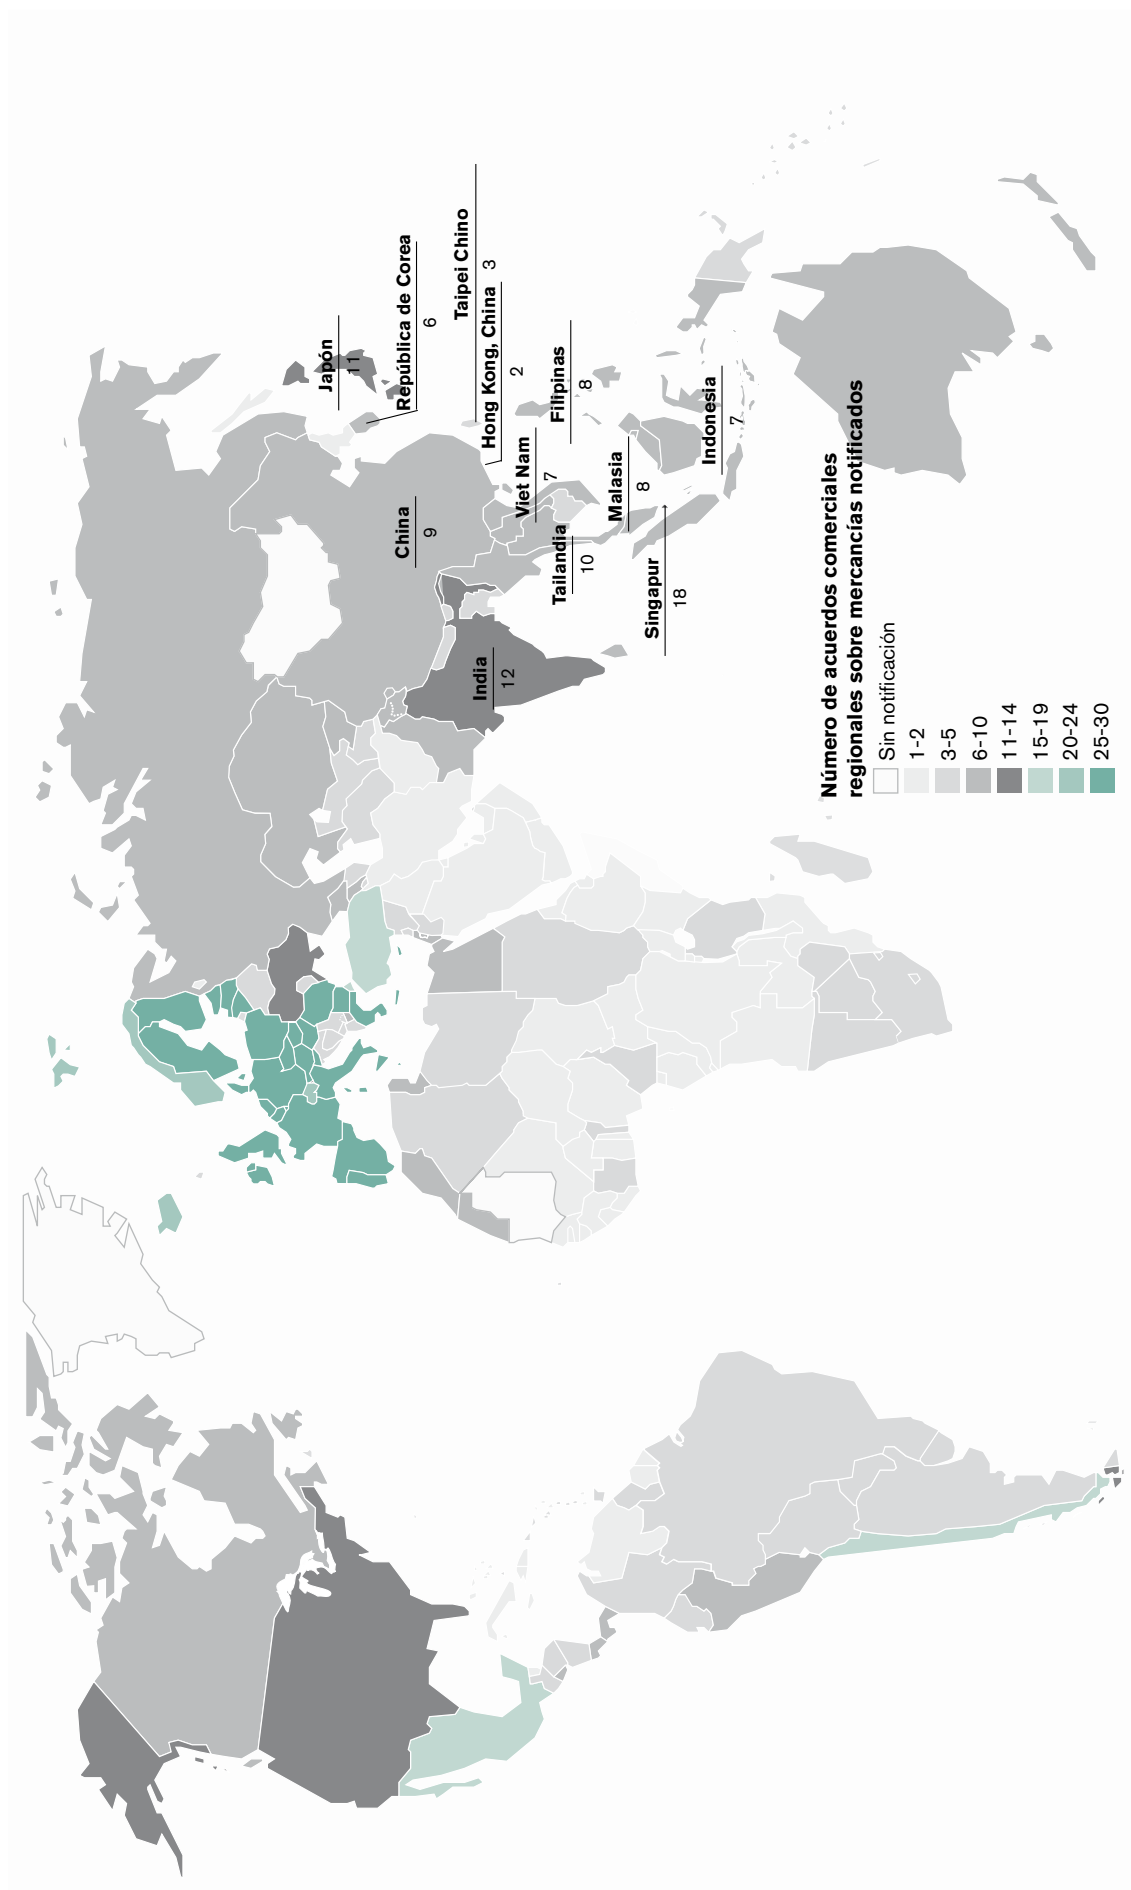 Japón
11
República de Corea
6
Taipei Chino
3
Hong Kong, China
2
China
9
Filipinas
8
Viet Nam
7
Malasia
8
Indonesia
7
Tailandia
10
Singapur
18
India
12
Número de acuerdos comerciales
regionales sobre mercancías notificados
Sin notificación
1-2
3-5
6-10
11-14
15-19
20-24
25-30